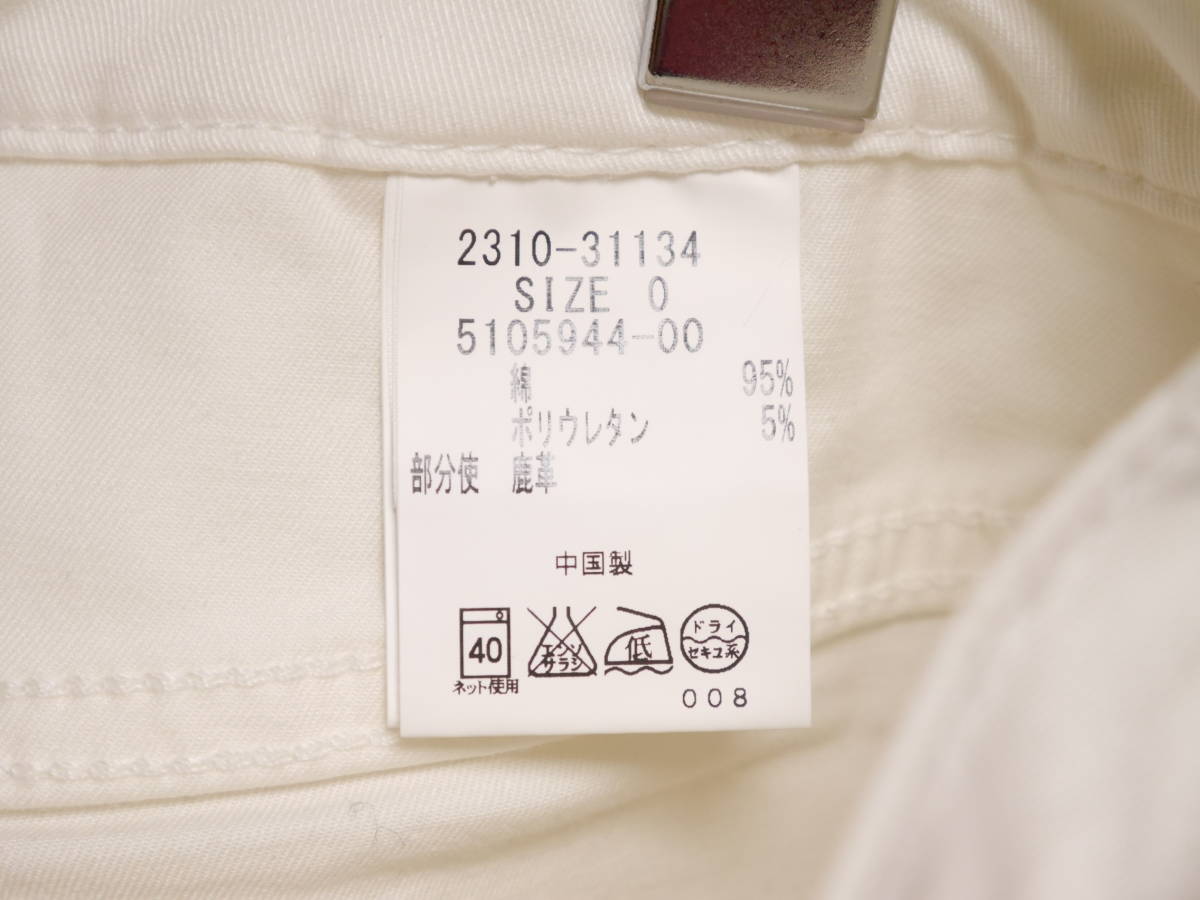 2310-31134
SIZE 0
5105944-00
綿 95%
ポリウレタン 5%
部分使 鹿革
中国製
40
エンソ
サラシ
低
ドライ
セキユ系
ネット使用
008